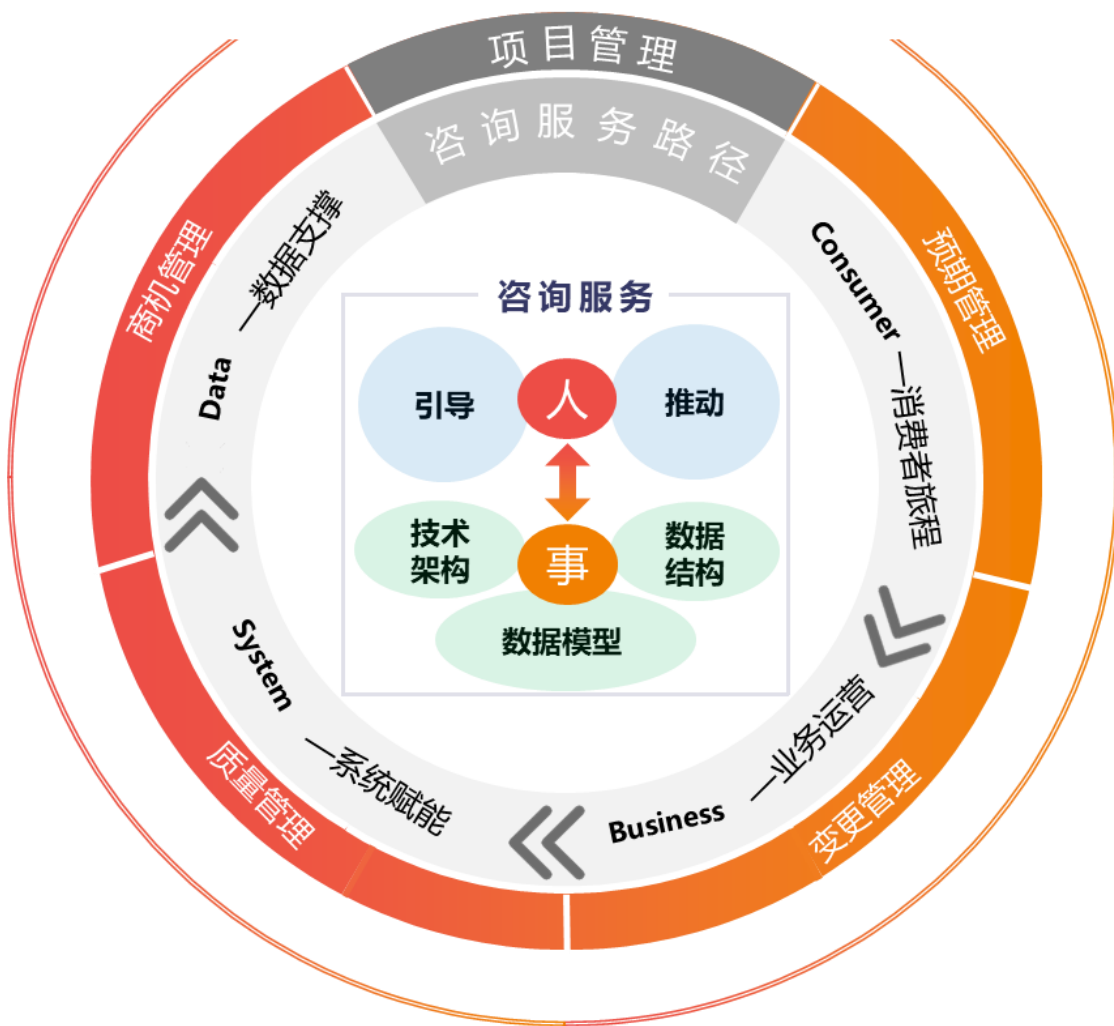 项目管理
咨询服务路径
商机管理
预期管理
Data —数据支撑
Consumer —消费者旅程
咨询服务
引导
人
推动
技术
架构
事
数据
结构
数据模型
System —系统赋能
Business —业务运营
质量管理
变更管理